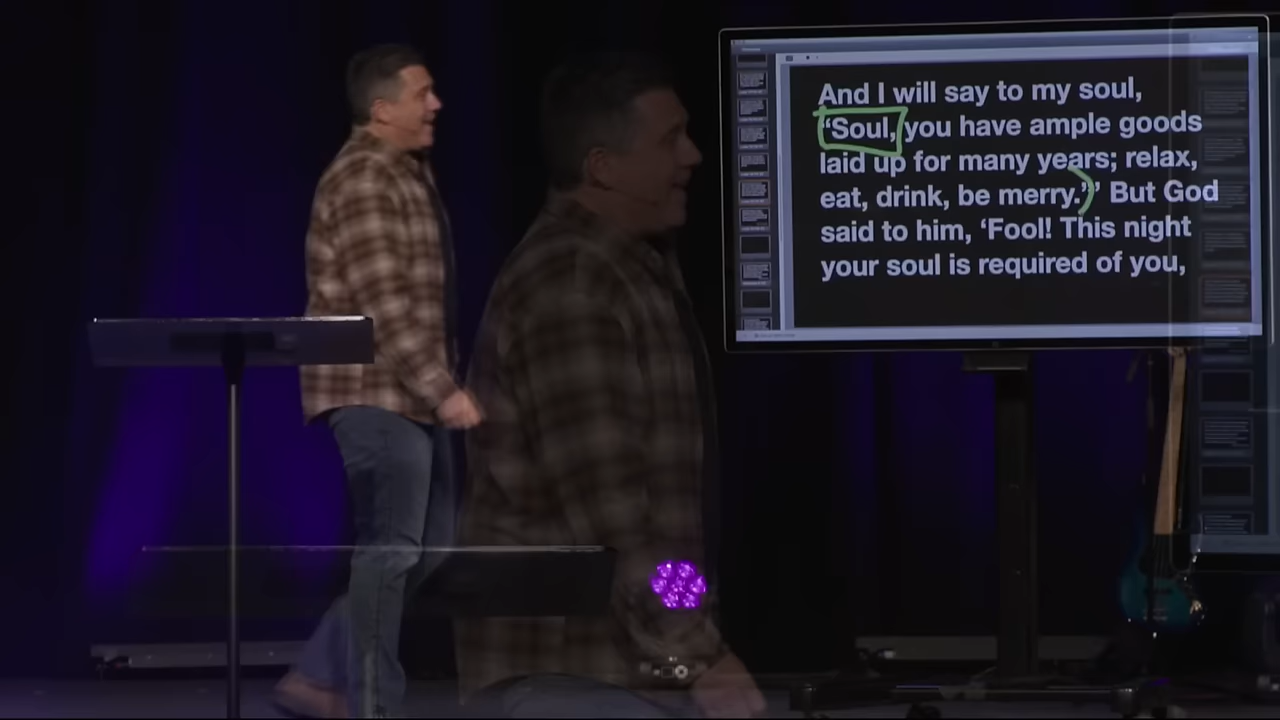 And I will say to my soul,
“Soul, you have ample goods
laid up for many years; relax,
eat, drink, be merry.”’ But God
said to him, ‘Fool! This night
your soul is required of you,